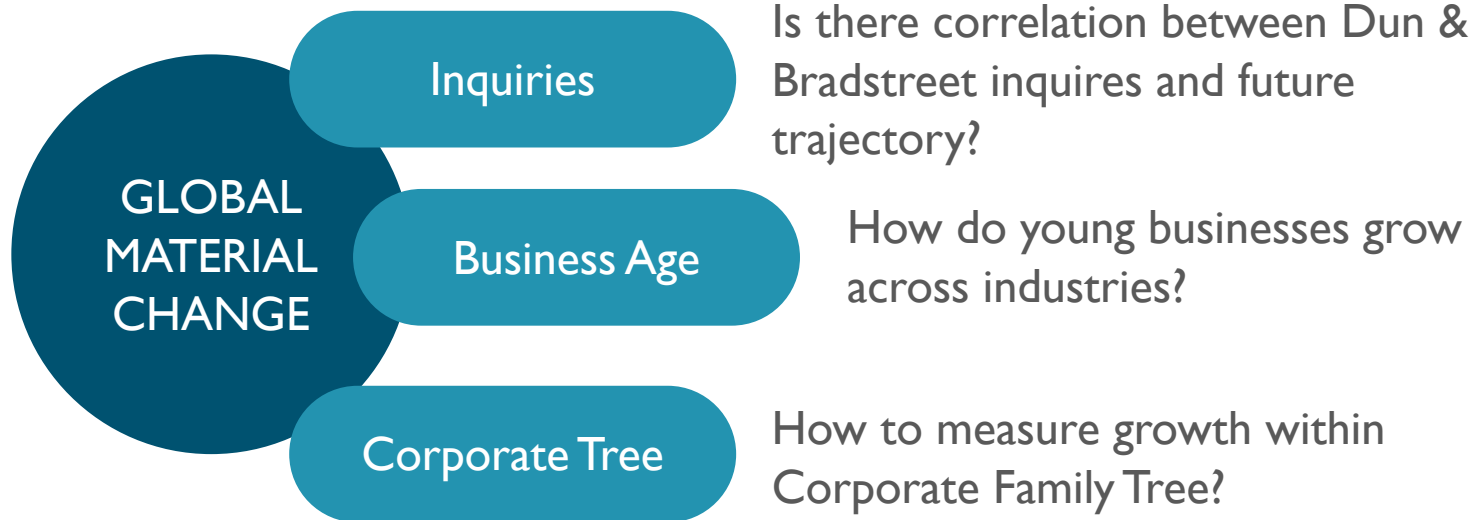 GLOBAL
MATERIAL
CHANGE
Inquiries
Is there correlation between Dun &
Bradstreet inquires and future
trajectory?
Business Age
How do young businesses grow
across industries?
Corporate Tree
How to measure growth within
Corporate Family Tree?